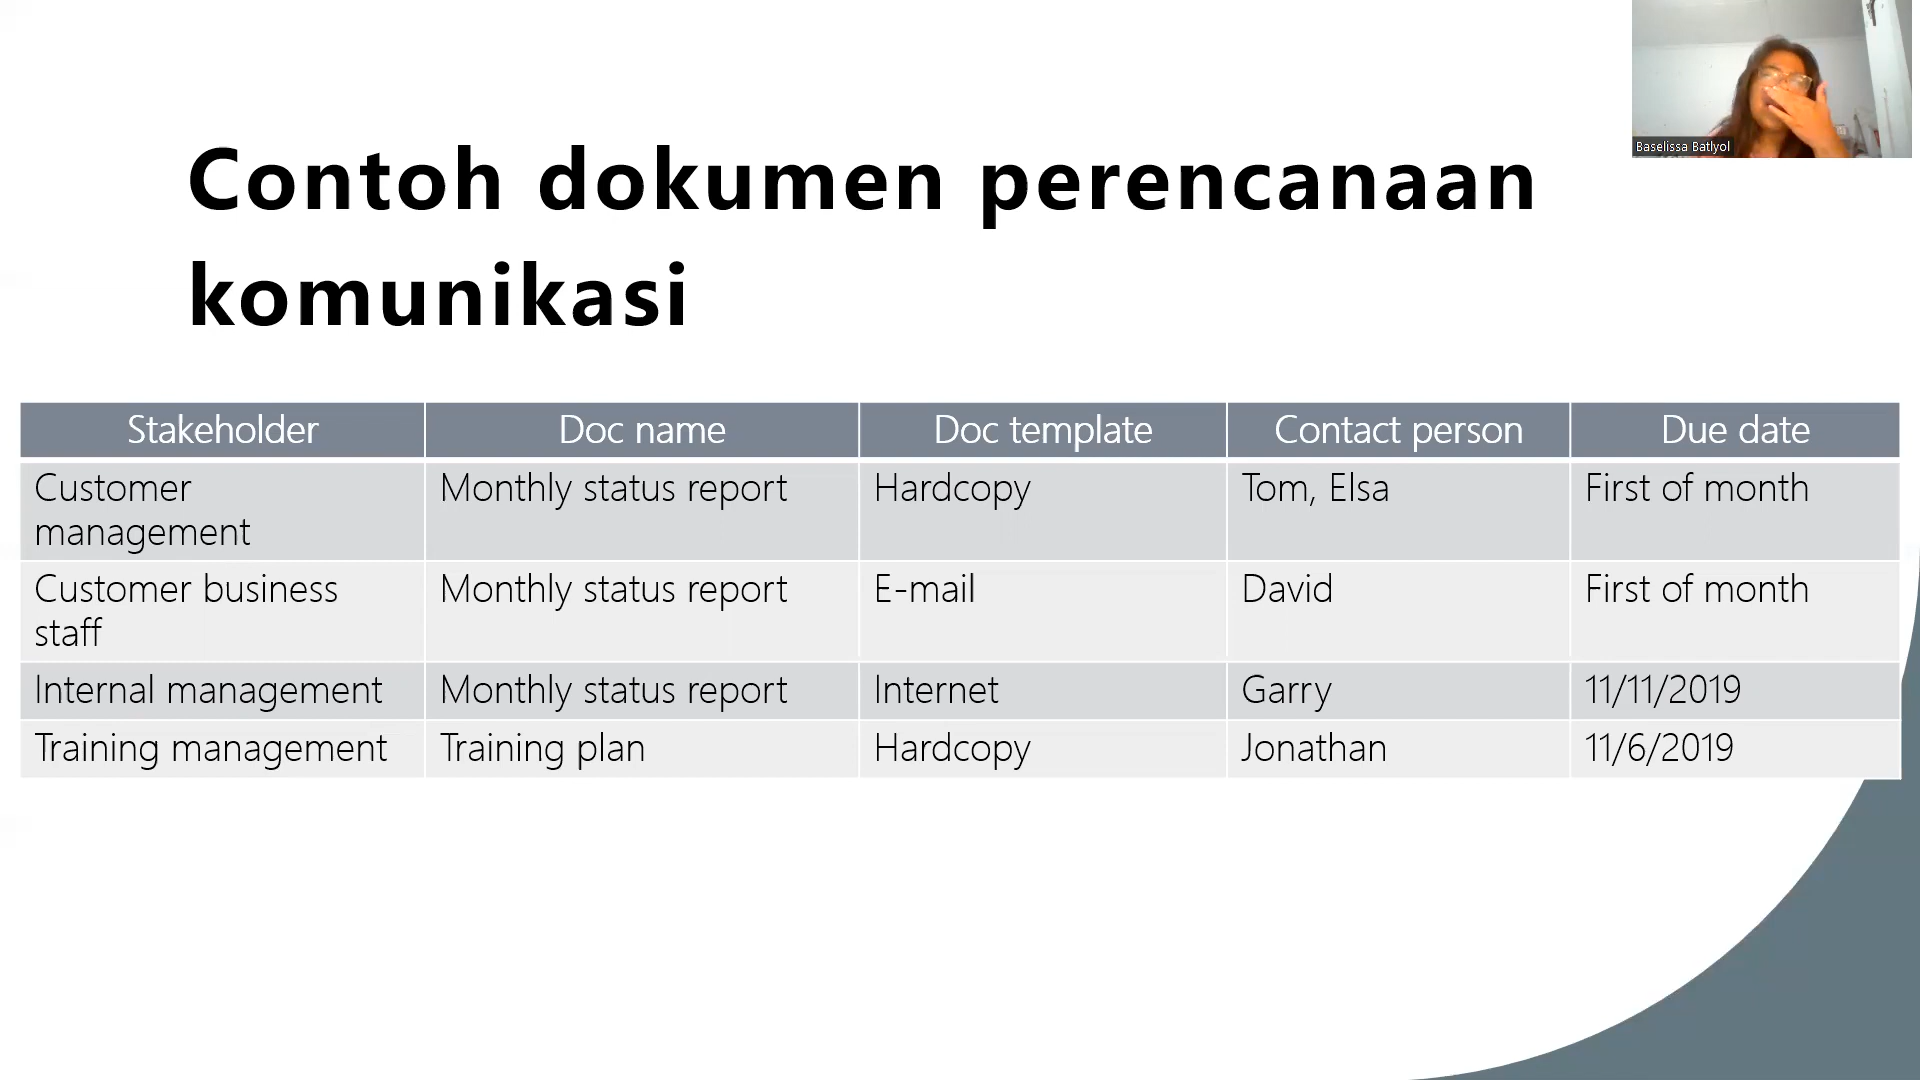 Baselissa Batlyol
Contoh dokumen perencanaan
komunikasi
Stakeholder Doc name Doc template Contact person Due date
Customer
management Monthly status report Hardcopy Tom, Elsa First of month
Customer business
staff Monthly status report E-mail David First of month
Internal management Monthly status report Internet Garry 11/11/2019
Training management Training plan Hardcopy Jonathan 11/6/2019